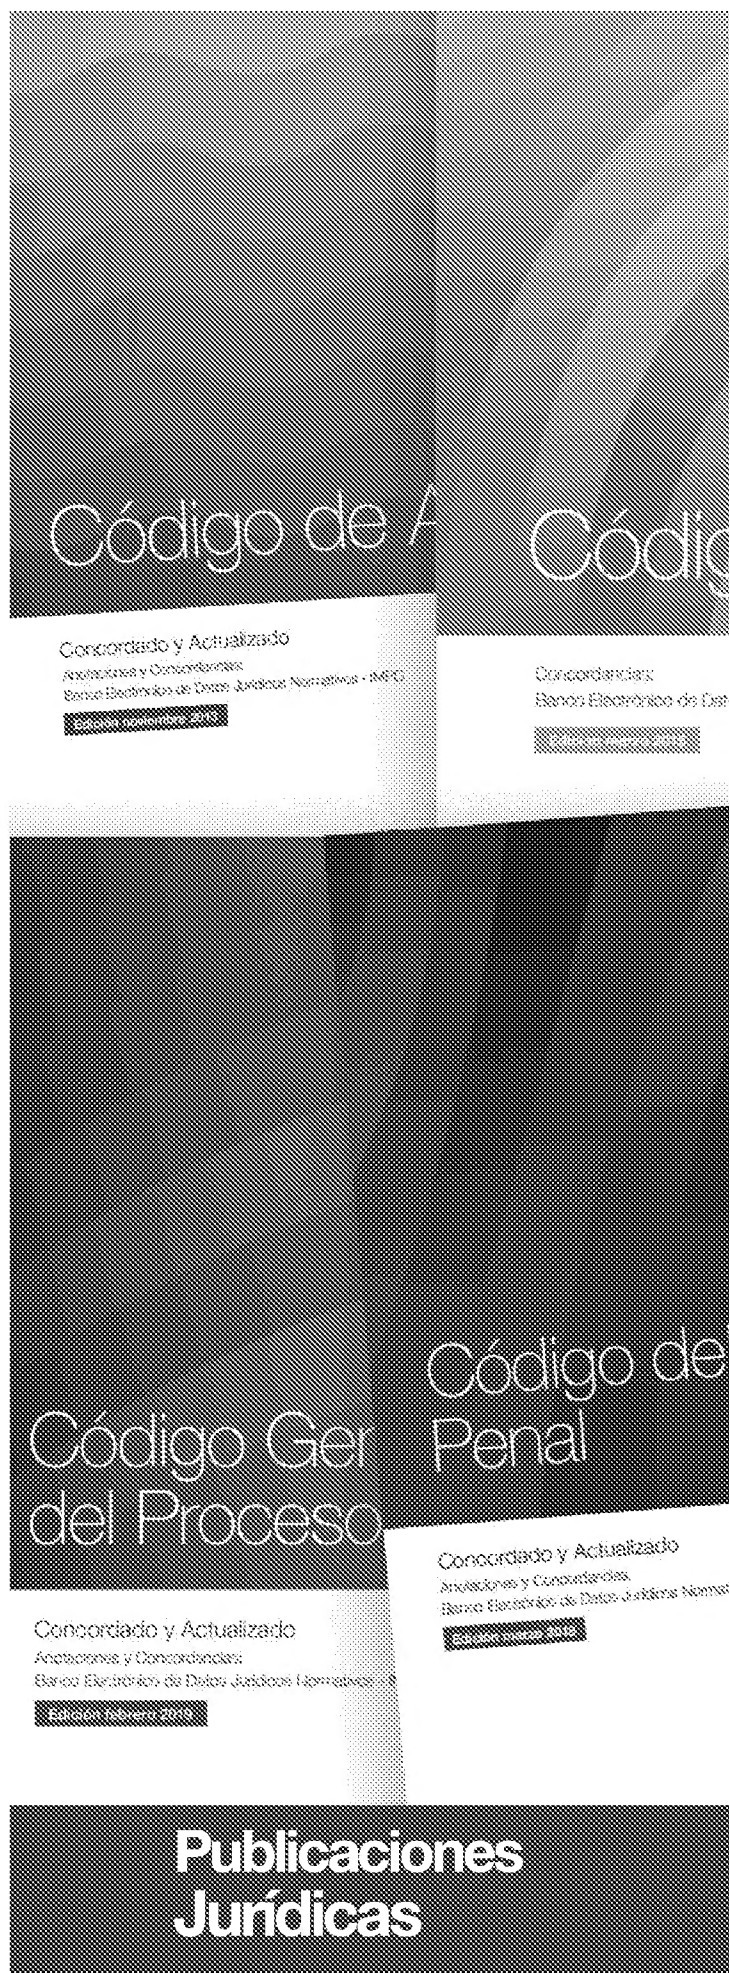 Código de A
Concordado y Actualizado
Anotaciones y Concordancias:
Banco Electrónico de Datos Jurídicos Normativos - IMPO
Edición noviembre 2018
Códig
Concordancias:
Banco Electrónico de Dat
Código Ger
del Proceso
Concordado y Actualizado
Anotaciones y Concordancias:
Banco Electrónico de Datos Jurídicos Normativos -
Edición febrero 2019
Código del
Penal
Concordado y Actualizado
Anotaciones y Concordancias:
Banco Electrónico de Datos Jurídicos Normat
Edición marzo
Publicaciones
Jurídicas